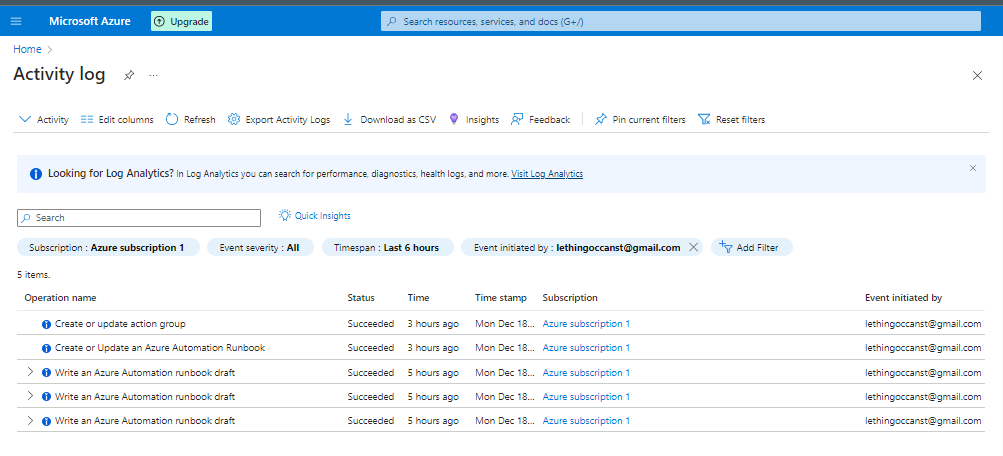 Microsoft Azure Upgrade Search resources, services, and docs (G+/)
Home >
Activity log ...
Activity Edit columns Refresh Export Activity Logs Download as CSV Insights Feedback Pin current filters Reset filters
Looking for Log Analytics? In Log Analytics you can search for performance, diagnostics, health logs, and more. Visit Log Analytics
Search Quick Insights
Subscription : Azure subscription 1 Event severity : All Timespan : Last 6 hours Event initiated by : lethingoccanst@gmail.com Add Filter
5 items.
Operation name Status Time Time stamp Subscription Event initiated by
Create or update action group Succeeded 3 hours ago Mon Dec 18... Azure subscription 1 lethingoccanst@gmail.com
Create or Update an Azure Automation Runbook Succeeded 3 hours ago Mon Dec 18... Azure subscription 1 lethingoccanst@gmail.com
Write an Azure Automation runbook draft Succeeded 5 hours ago Mon Dec 18... Azure subscription 1 lethingoccanst@gmail.com
Write an Azure Automation runbook draft Succeeded 5 hours ago Mon Dec 18... Azure subscription 1 lethingoccanst@gmail.com
Write an Azure Automation runbook draft Succeeded 5 hours ago Mon Dec 18... Azure subscription 1 lethingoccanst@gmail.com